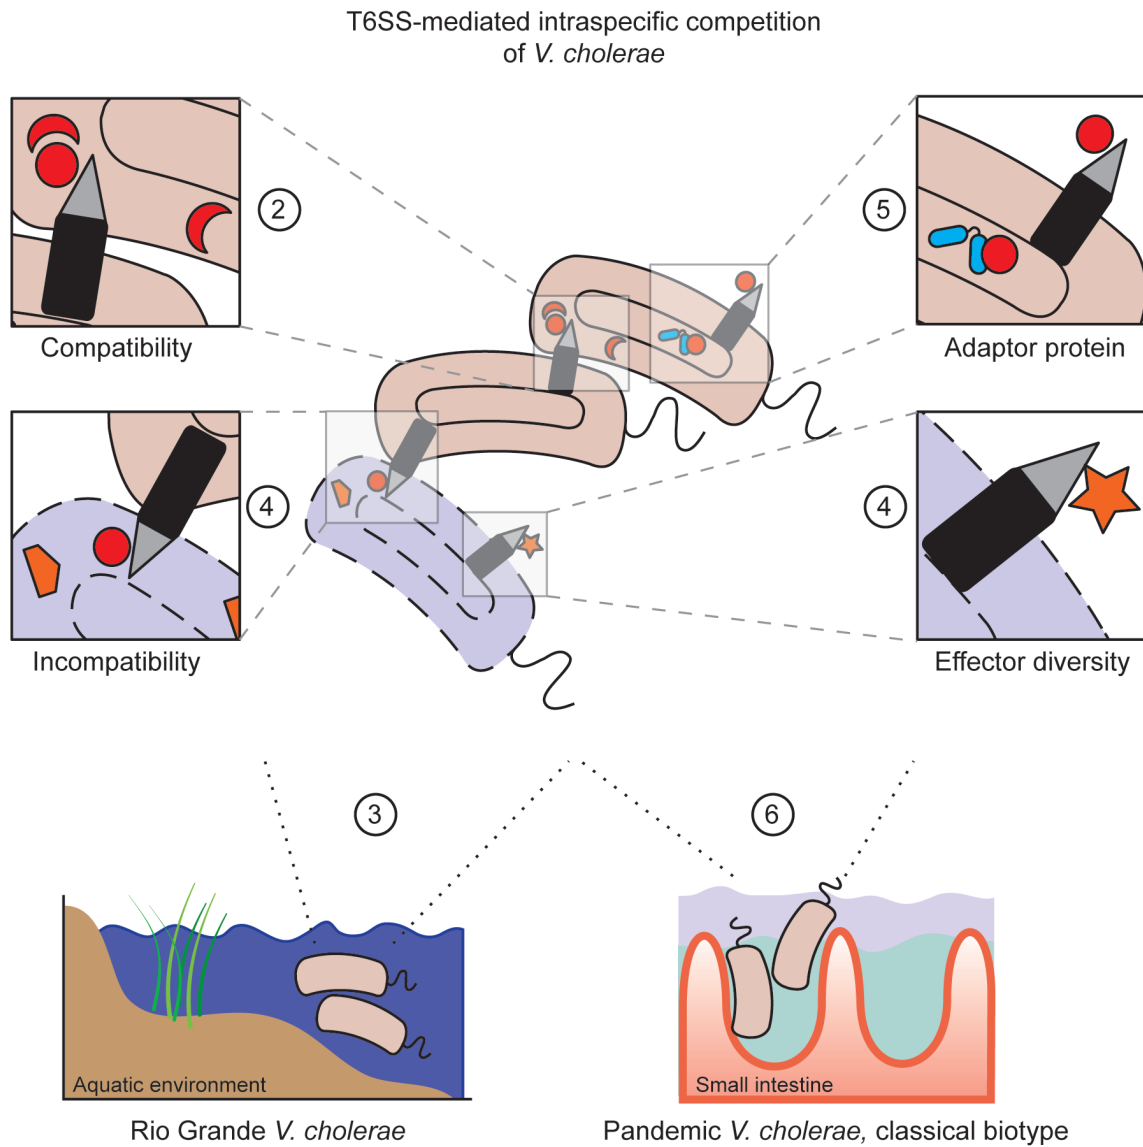 T6SS-mediated intraspecific competition
of V. cholerae
2
Compatibility
5
Adaptor protein
4
Incompatibility
4
Effector diversity
3
6
Aquatic environment
Small intestine
Rio Grande V. cholerae
Pandemic V. cholerae, classical biotype